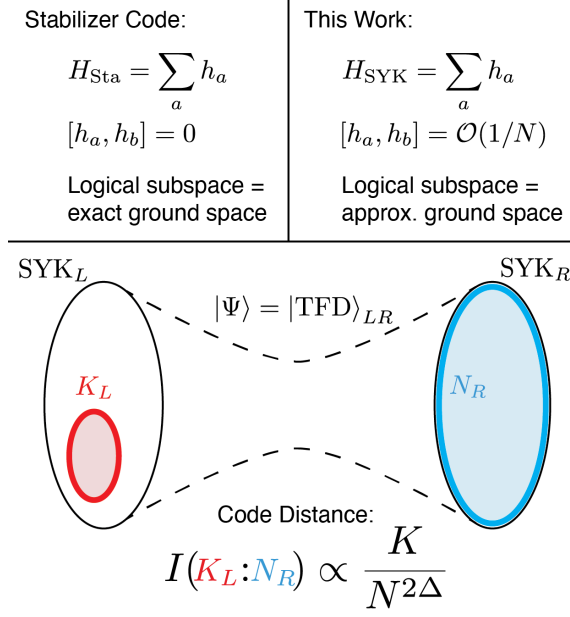 Stabilizer Code:
H_Sta = ∑_a h_a
[h_a, h_b] = 0
Logical subspace =
exact ground space
This Work:
H_SYK = ∑_a h_a
[h_a, h_b] = 𝒪(1/N)
Logical subspace =
approx. ground space
SYK_L
SYK_R
|Ψ⟩ = |TFD⟩_LR
K_L
N_R
Code Distance:
I(K_L:N_R) ∝ K/N^{2Δ}